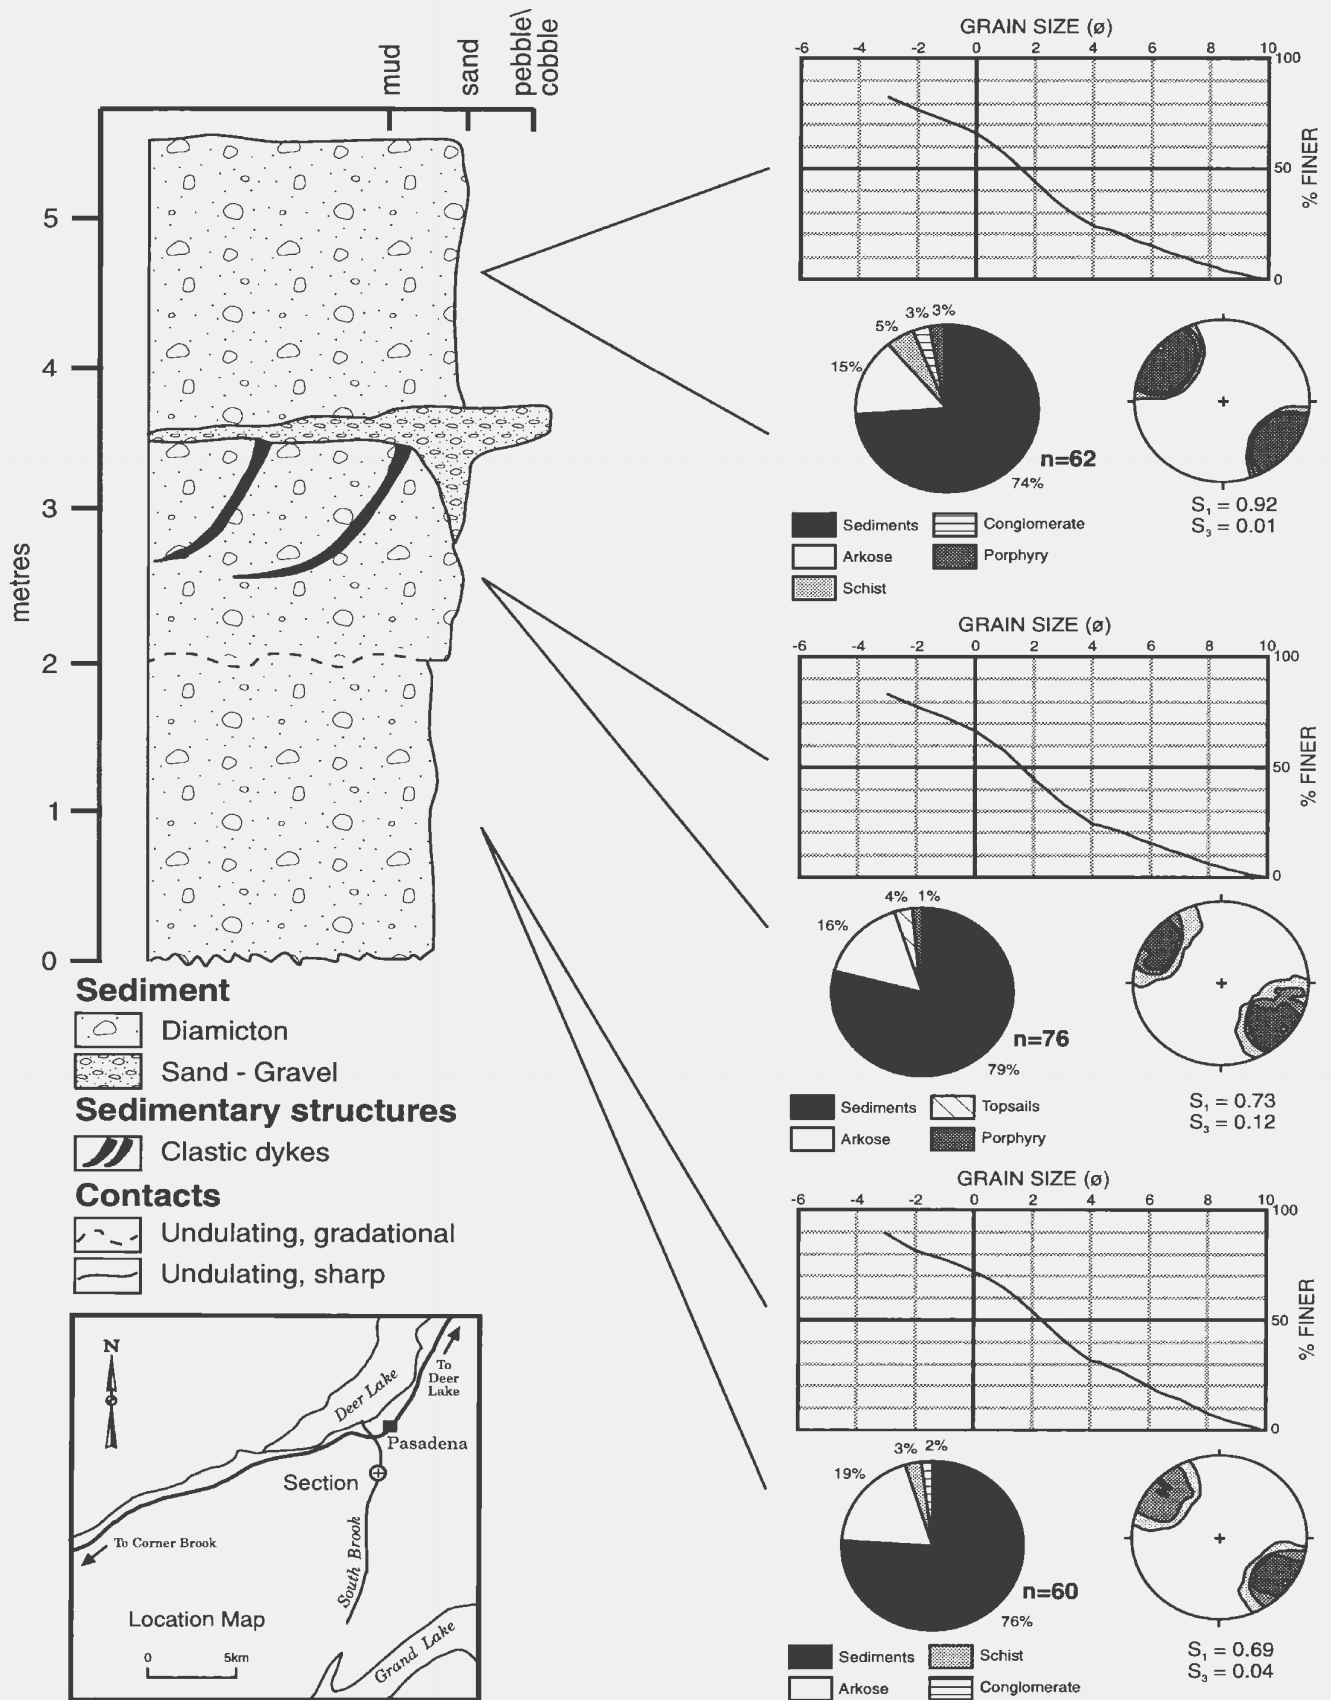 mud
sand
pebble\
cobble
metres
5
4
3
2
1
0
GRAIN SIZE (ø)
-6 -4 -2 0 2 4 6 8 10
100
50
0
% FINER
15%
5%
3%
3%
74%
n=62
S₁ = 0.92
S₃ = 0.01
Sediments
Conglomerate
Arkose
Porphyry
Schist
GRAIN SIZE (ø)
-6 -4 -2 0 2 4 6 8 10
100
50
0
% FINER
16%
4%
1%
79%
n=76
S₁ = 0.73
S₃ = 0.12
Sediments
Topsails
Arkose
Porphyry
GRAIN SIZE (ø)
-6 -4 -2 0 2 4 6 8 10
100
50
0
% FINER
19%
3%
2%
76%
n=60
S₁ = 0.69
S₃ = 0.04
Sediments
Schist
Arkose
Conglomerate
Sediment
Diamicton
Sand - Gravel
Sedimentary structures
Clastic dykes
Contacts
Undulating, gradational
Undulating, sharp
N
Deer Lake
To
Deer
Lake
Pasadena
Section
To Corner Brook
South Brook
Location Map
0 5km
Grand Lake